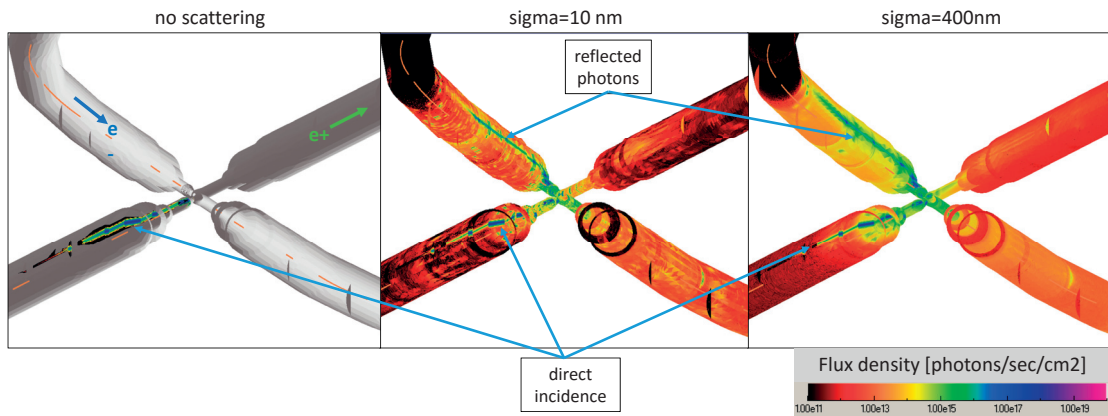 no scattering
sigma=10 nm
sigma=400nm
reflected
photons
e
e+
direct
incidence
Flux density [photons/sec/cm2]
1.00e11 1.00e13 1.00e15 1.00e17 1.00e19